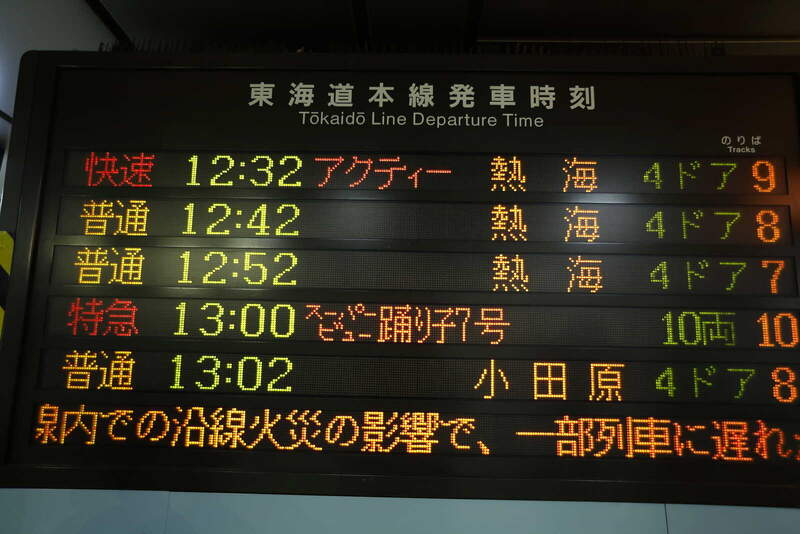 東海道本線発車時刻
Tōkaidō Line Departure Time
のりば
Tracks
快速 12:32 アクティー 熱海 4ドア 9
普通 12:42 熱海 4ドア 8
普通 12:52 熱海 4ドア 7
特急 13:00 スーパービュー踊り子7号 10両 10
普通 13:02 小田原 4ドア 8
内での沿線火災の影響で、一部列車に遅れ